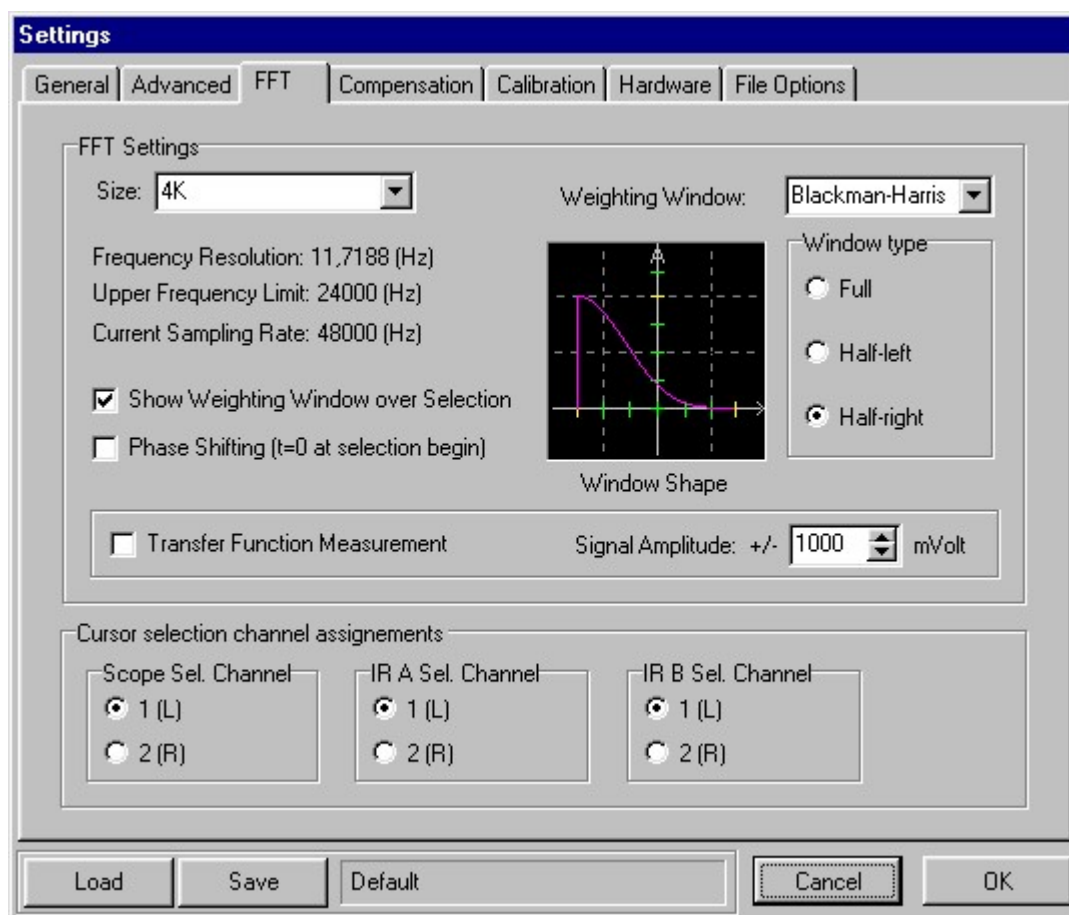 Settings
General Advanced FFT Compensation Calibration Hardware File Options
FFT Settings
Size: 4K
Weighting Window: Blackman-Harris
Frequency Resolution: 11,7188 (Hz)
Upper Frequency Limit: 24000 (Hz)
Current Sampling Rate: 48000 (Hz)
Window type
Full
Half-left
Half-right
Show Weighting Window over Selection
Phase Shifting (t=0 at selection begin)
Window Shape
Transfer Function Measurement
Signal Amplitude: +/- 1000 mVolt
Cursor selection channel assignements
Scope Sel. Channel
1 (L)
2 (R)
IR A Sel. Channel
1 (L)
2 (R)
IR B Sel. Channel
1 (L)
2 (R)
Load Save Default Cancel OK